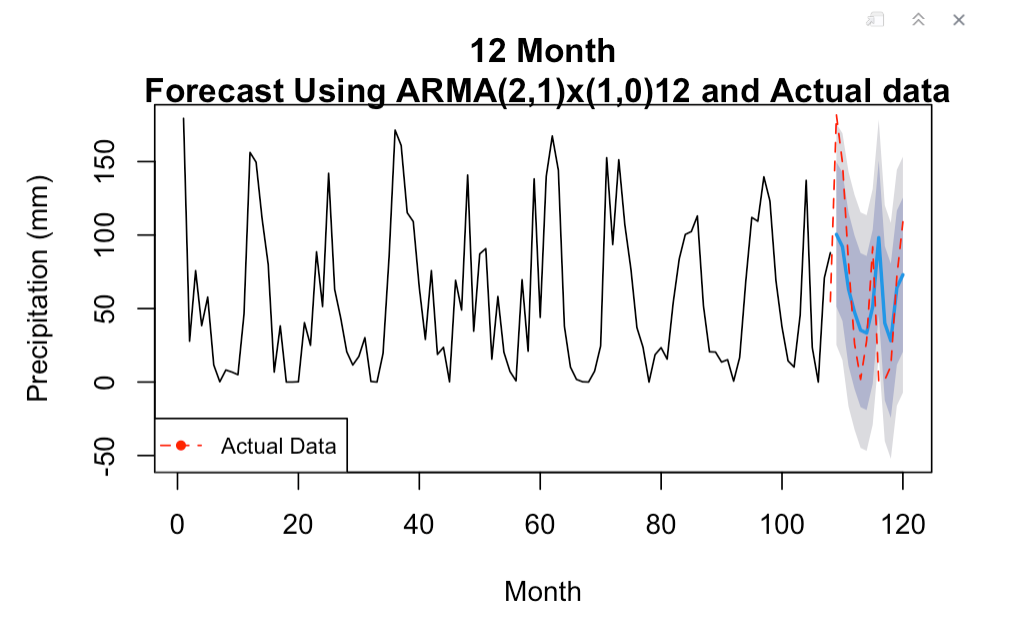 12 Month
Forecast Using ARMA(2,1)x(1,0)12 and Actual data
Precipitation (mm)
150
100
50
0
-50
Actual Data
0 20 40 60 80 100 120
Month